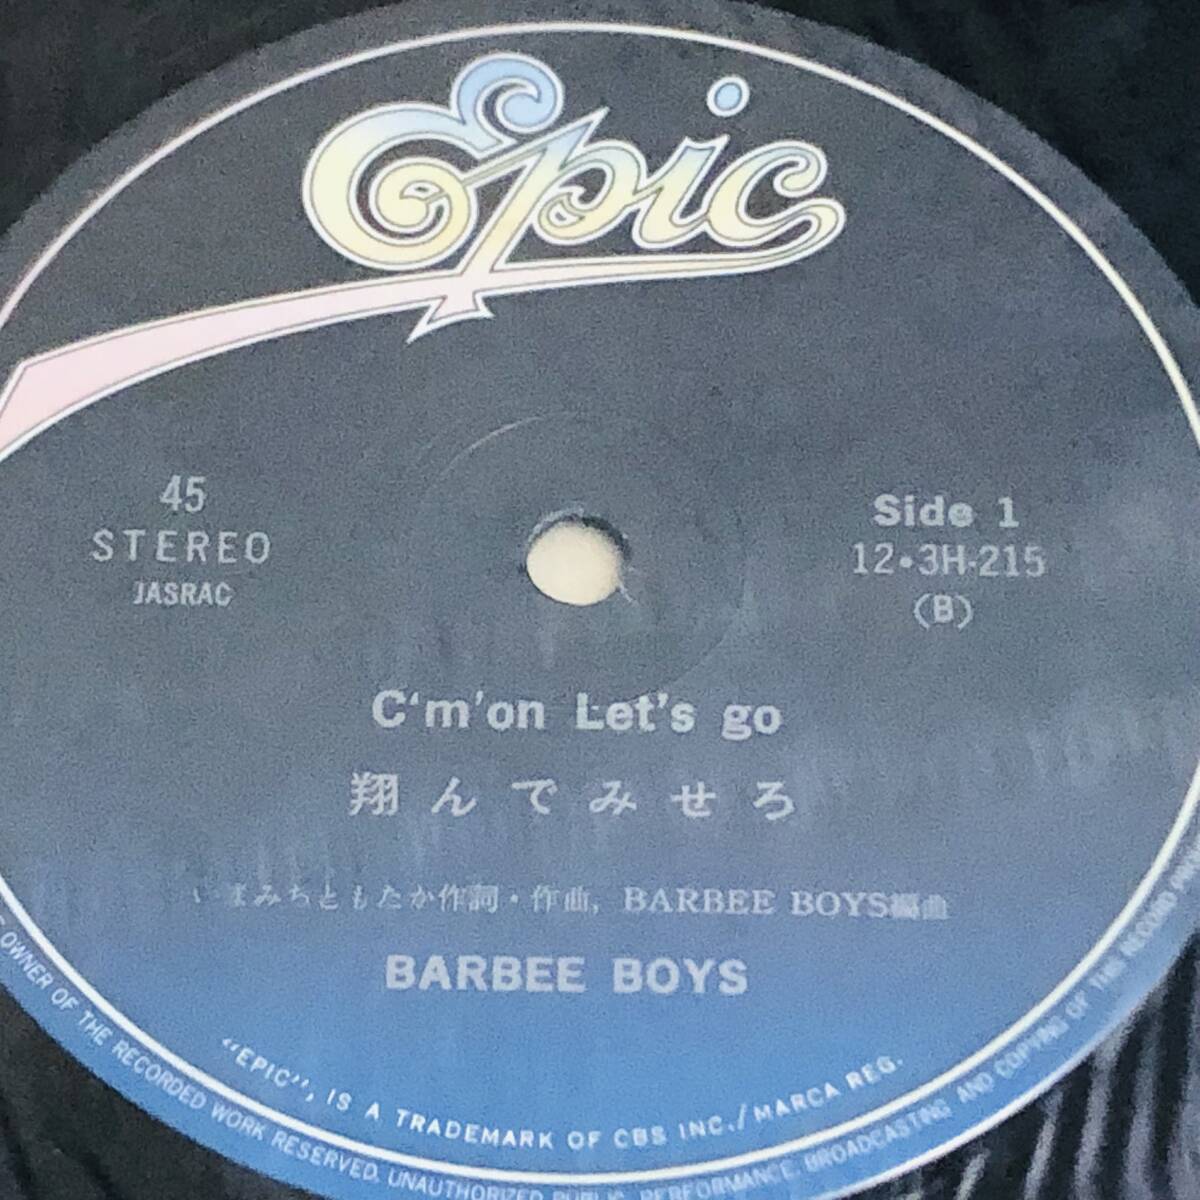 Epic
45
STEREO
JASRAC
Side 1
12•3H-215
(B)
C'm'on Let's go
翔んでみせろ
いまみちともたか作詞・作曲, BARBEE BOYS編曲
BARBEE BOYS
"EPIC", IS A TRADEMARK OF CBS INC./MARCA REG.
OWNER OF THE RECORDED WORK RESERVED. UNAUTHORIZED PUBLIC PERFORMANCE, BROADCASTING AND COPYING OF THIS RECORD